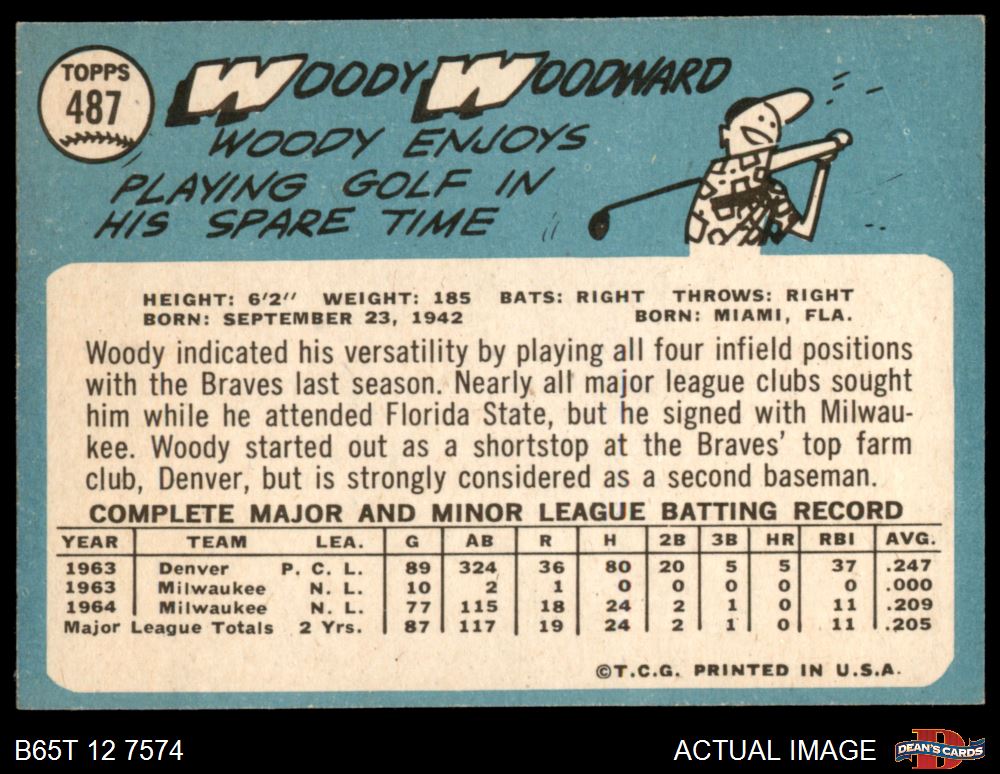 TOPPS
487
WOODY WOODWARD
WOODY ENJOYS
PLAYING GOLF IN
HIS SPARE TIME
HEIGHT: 6'2" WEIGHT: 185 BATS: RIGHT THROWS: RIGHT
BORN: SEPTEMBER 23, 1942 BORN: MIAMI, FLA.
Woody indicated his versatility by playing all four infield positions
with the Braves last season. Nearly all major league clubs sought
him while he attended Florida State, but he signed with Milwau-
kee. Woody started out as a shortstop at the Braves' top farm
club, Denver, but is strongly considered as a second baseman.
COMPLETE MAJOR AND MINOR LEAGUE BATTING RECORD
YEAR TEAM LEA. G AB R H 2B 3B HR RBI AVG.
1963 Denver P. C. L. 89 324 36 80 20 5 5 37 .247
1963 Milwaukee N. L. 10 2 1 0 0 0 0 0 .000
1964 Milwaukee N. L. 77 115 18 24 2 1 0 11 .209
Major League Totals 2 Yrs. 87 117 19 24 2 1 0 11 .205
©T.C.G. PRINTED IN U.S.A.
B65T 12 7574 ACTUAL IMAGE
DEAN'S CARDS